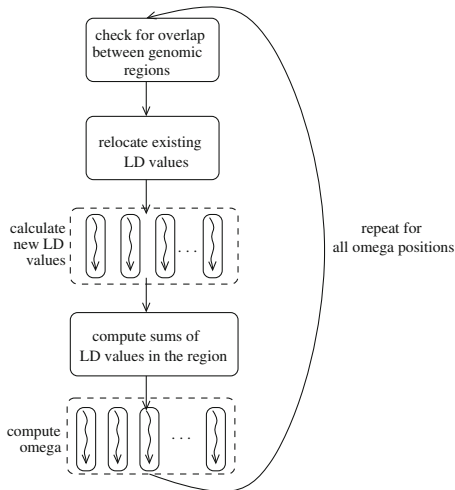 check for overlap
between genomic
regions
relocate existing
LD values
calculate
new LD
values
. . .
repeat for
all omega positions
compute sums of
LD values in the region
compute
omega
. . .